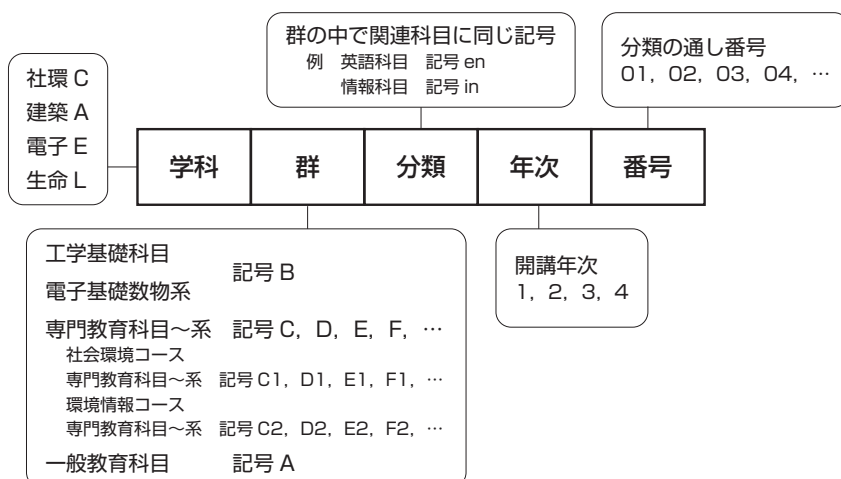 群の中で関連科目に同じ記号
例 英語科目 記号 en
情報科目 記号 in
分類の通し番号
01, 02, 03, 04, …
社環 C
建築 A
電子 E
生命 L
学科 群 分類 年次 番号
工学基礎科目
記号 B
電子基礎数物系
専門教育科目〜系 記号 C, D, E, F, …
社会環境コース
専門教育科目〜系 記号 C1, D1, E1, F1, …
環境情報コース
専門教育科目〜系 記号 C2, D2, E2, F2, …
一般教育科目 記号 A
開講年次
1, 2, 3, 4